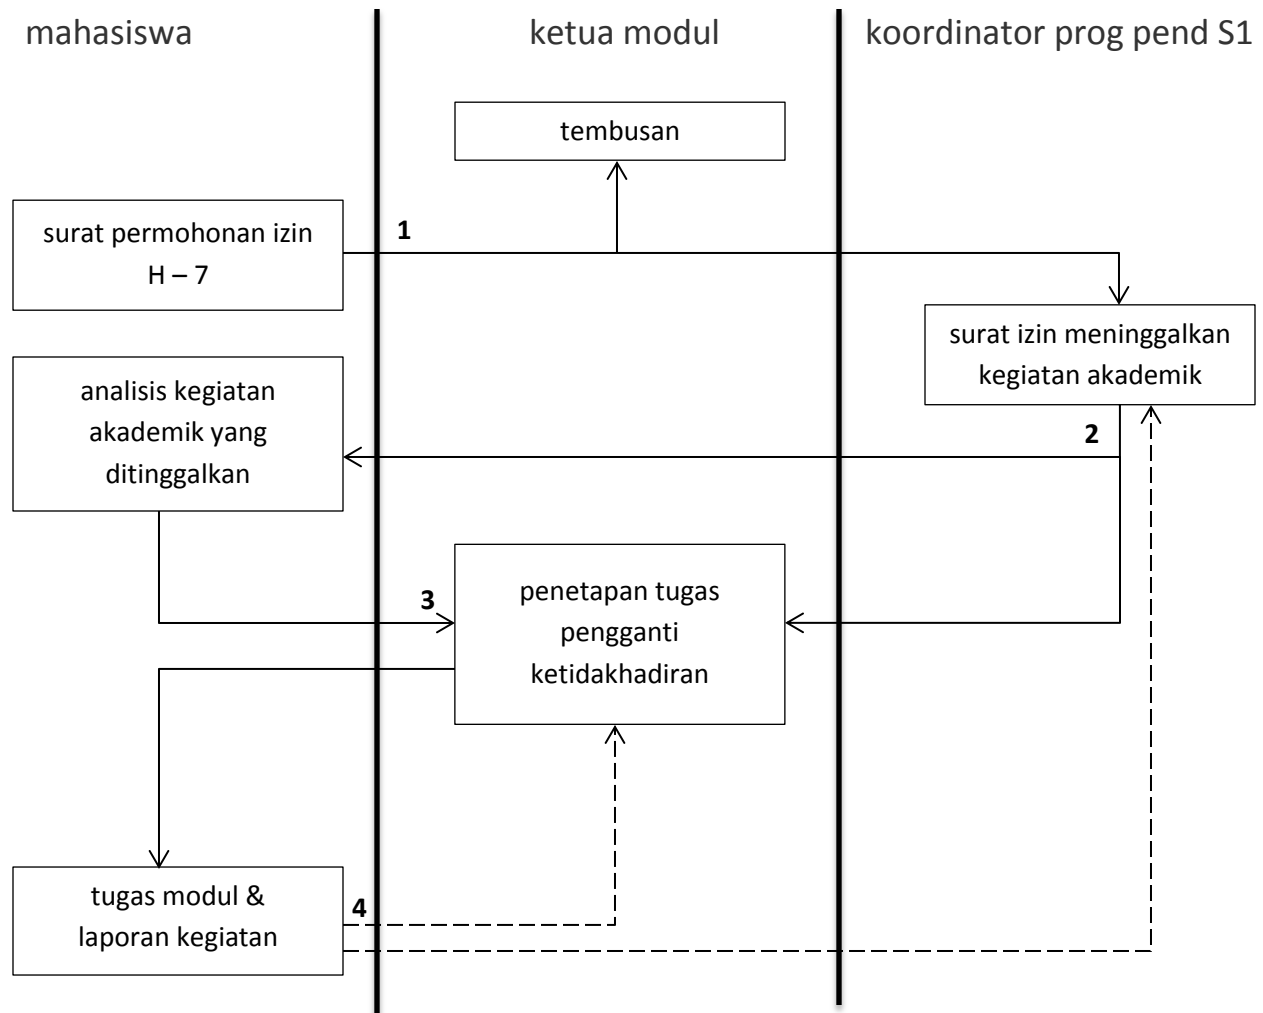 mahasiswa
ketua modul
koordinator prog pend S1
tembusan
surat permohonan izin
H – 7
1
surat izin meninggalkan
kegiatan akademik
analisis kegiatan
akademik yang
ditinggalkan
2
penetapan tugas
pengganti
ketidakhadiran
3
tugas modul &
laporan kegiatan
4